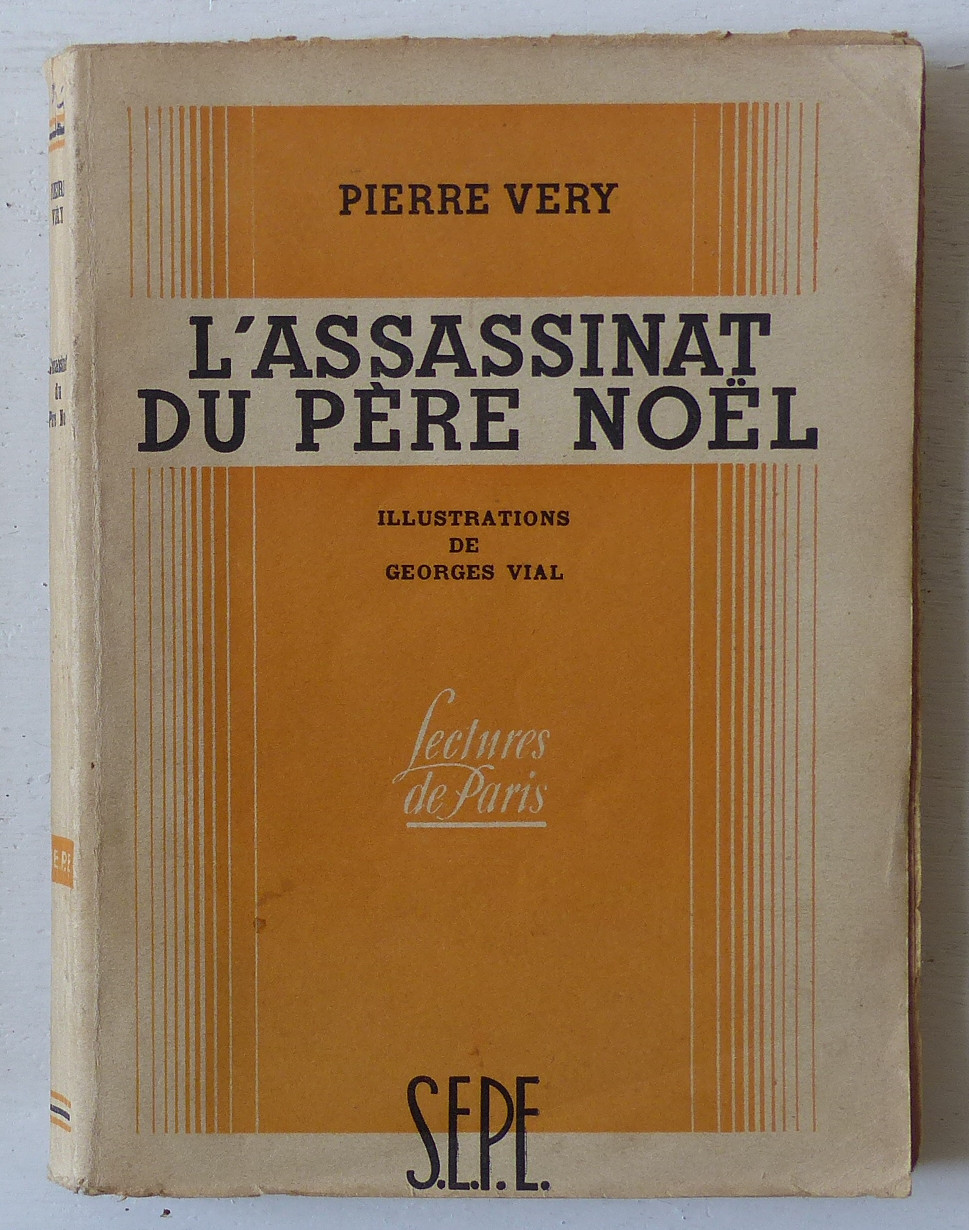 PIERRE VERY
L'ASSASSINAT
DU PÈRE NOËL
ILLUSTRATIONS
DE
GEORGES VIAL
Lectures
de Paris
S.E.P.E.